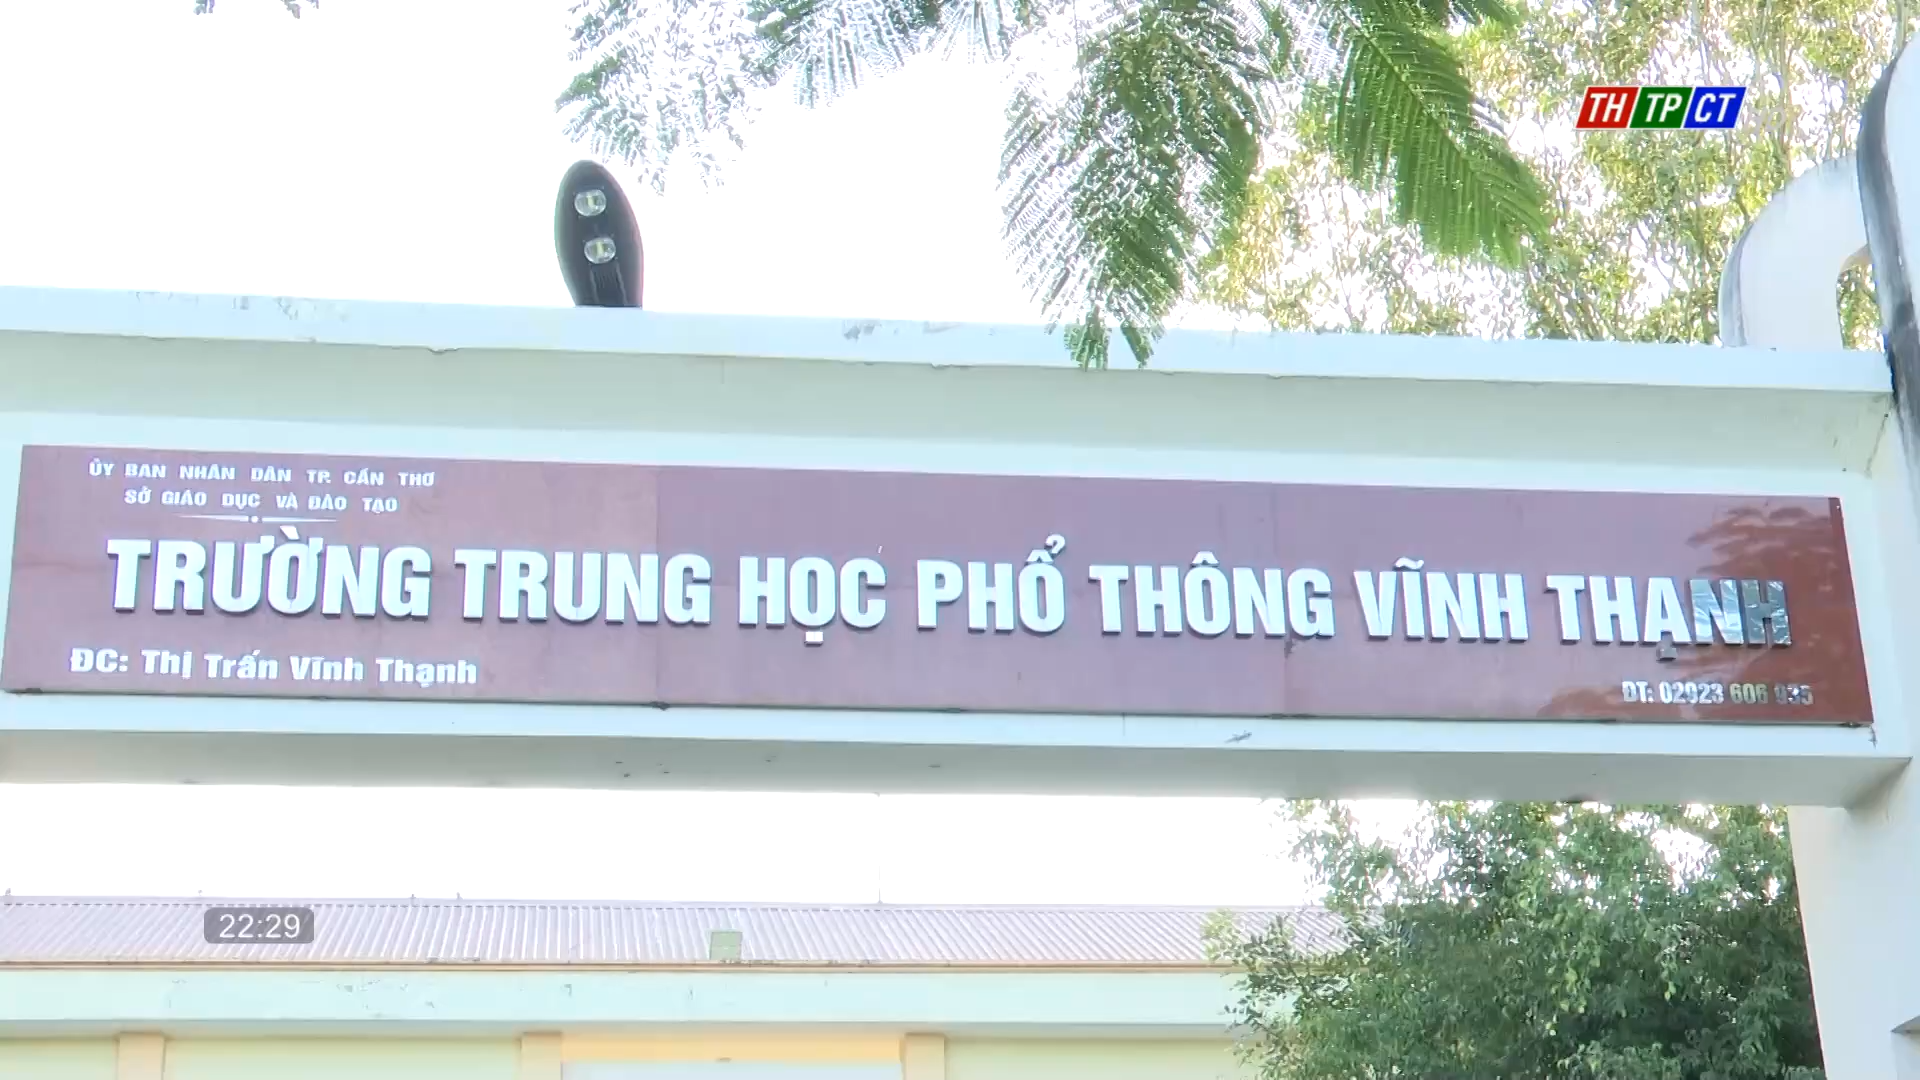 THTPCT
ỦY BAN NHÂN DÂN TP. CẦN THƠ
SỞ GIÁO DỤC VÀ ĐÀO TẠO
TRƯỜNG TRUNG HỌC PHỔ THÔNG VĨNH THẠNH
ĐC: Thị Trấn Vĩnh Thạnh
ĐT: 02923 606
22:29